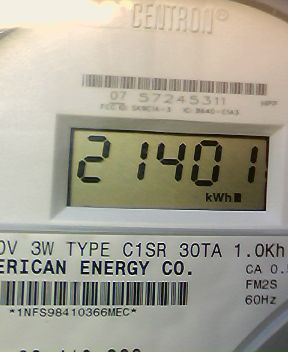 CENTRON®
07 57245311
21401
kWh
0V 3W TYPE C1SR 30TA 1.0Kh
ERICAN ENERGY CO.
CA 0.
FM2S
60Hz
*1NFS98410366MEC*